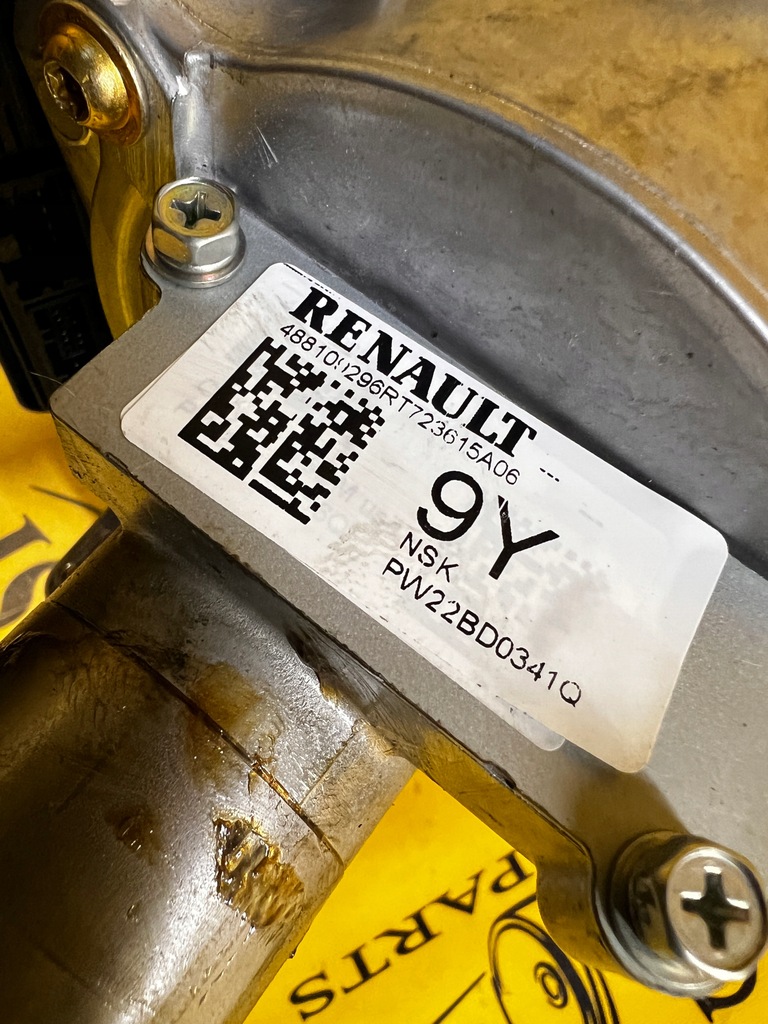 RENAULT
488100296RT723615A06
---
9Y
NSK
PW22BD0341Q
PARTS